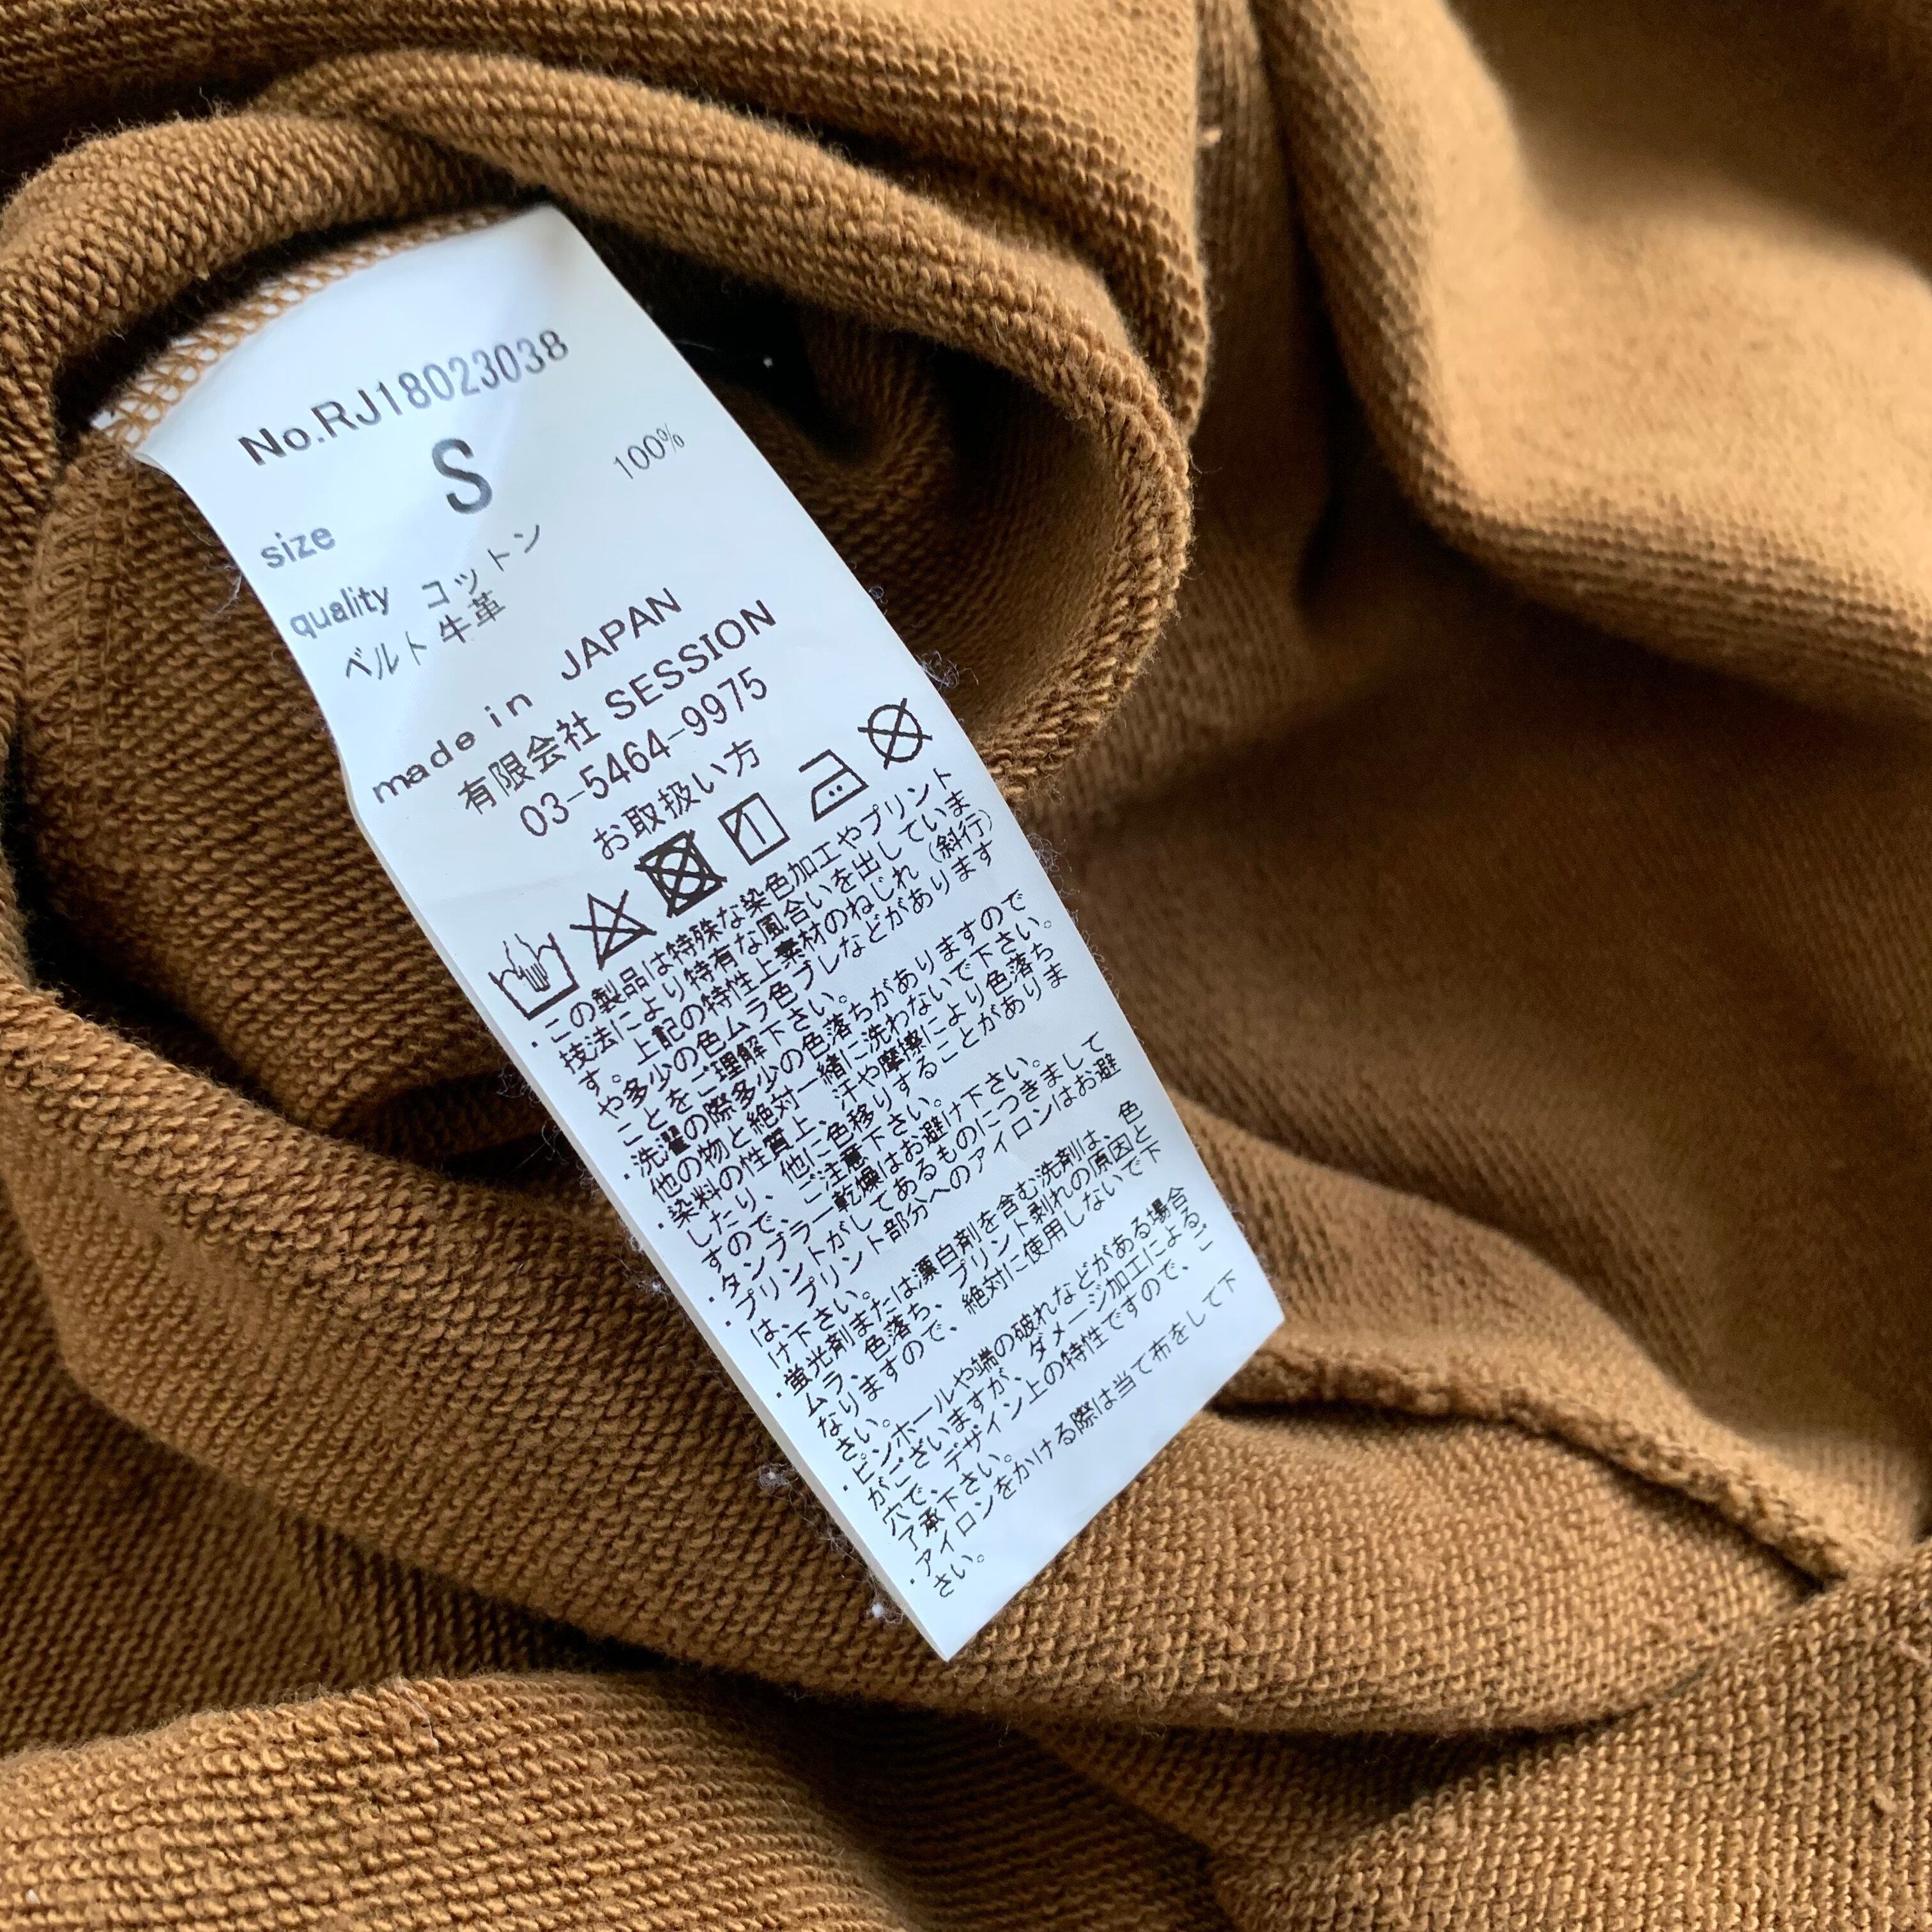 No.RJ18023038
size S
quality コットン 100%
ベルト 牛革
made in JAPAN
有限会社 SESSION
03-5464-9975
お取扱い方
・この製品は特殊な染色加工やプリント
技法により特有な風合いを出していま
す。上記の特性上素材のねじれ（斜行）
や多少の色ムラ色ブレなどがあります
ことをご理解下さい。
・洗濯の際多少の色落ちがありますので
他の物と絶対一緒に洗わないで下さい。
・染料の性質上、汗や摩擦により色落ち
したり、他に色移りすることがありま
すので、ご注意下さい。
・タンブラー乾燥はお避け下さい。
・プリントがしてあるものにつきまして
は、プリント部分へのアイロンはお避
け下さい。
・蛍光剤または漂白剤を含む洗剤は、色
ムラ、色落ち、プリント剥れの原因と
なりますので、絶対に使用しないで下
さい。
・ピンホールや端の破れなどがある場合
がございますが、ダメージ加工による
穴で、デザイン上の特性ですので、ご
了承下さい。
・アイロンをかける際は当て布をして下
さい。